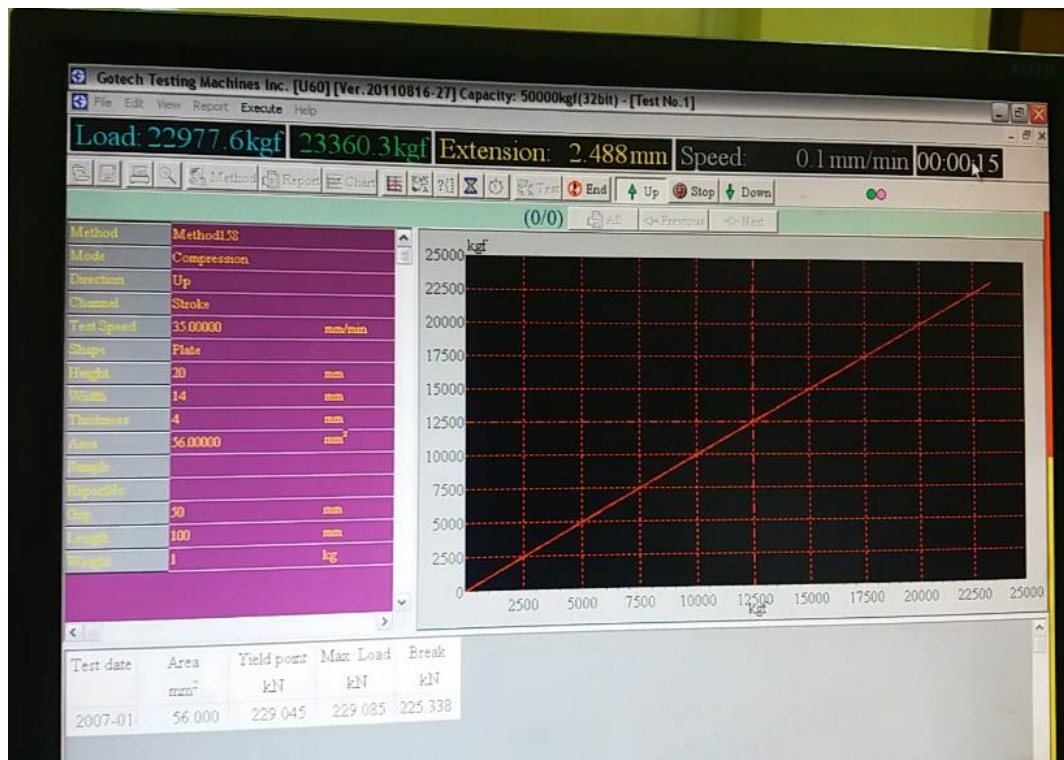 Gotech Testing Machines Inc. [U60] [Ver.20110816-27] Capacity: 50000kgf(32bit) - [Test No.1]
File Edit View Report Execute Help
Load: 22977.6kgf 23360.3kgf Extension: 2.488mm Speed: 0.1mm/min 00:00:15
Method Report Chart Test End Up Stop Down
(0/0) All Previous Next
Method Method158
Mode Compression
Direction Up
Channel Stroke
Test Speed 35.00000 mm/min
Shape Plate
Height 20 mm
Width 14 mm
Thickness 4 mm
Area 56.00000 mm²
Sample
ReportNo
Gap 50 mm
Length 100 mm
Weight 1 kg
kgf
25000
22500
20000
17500
15000
12500
10000
7500
5000
2500
0
2500 5000 7500 10000 12500 15000 17500 20000 22500 25000
kgf
Test date Area Yield point Max. Load Break
mm² kN kN kN
2007-01 56.000 229.045 229.085 225.338